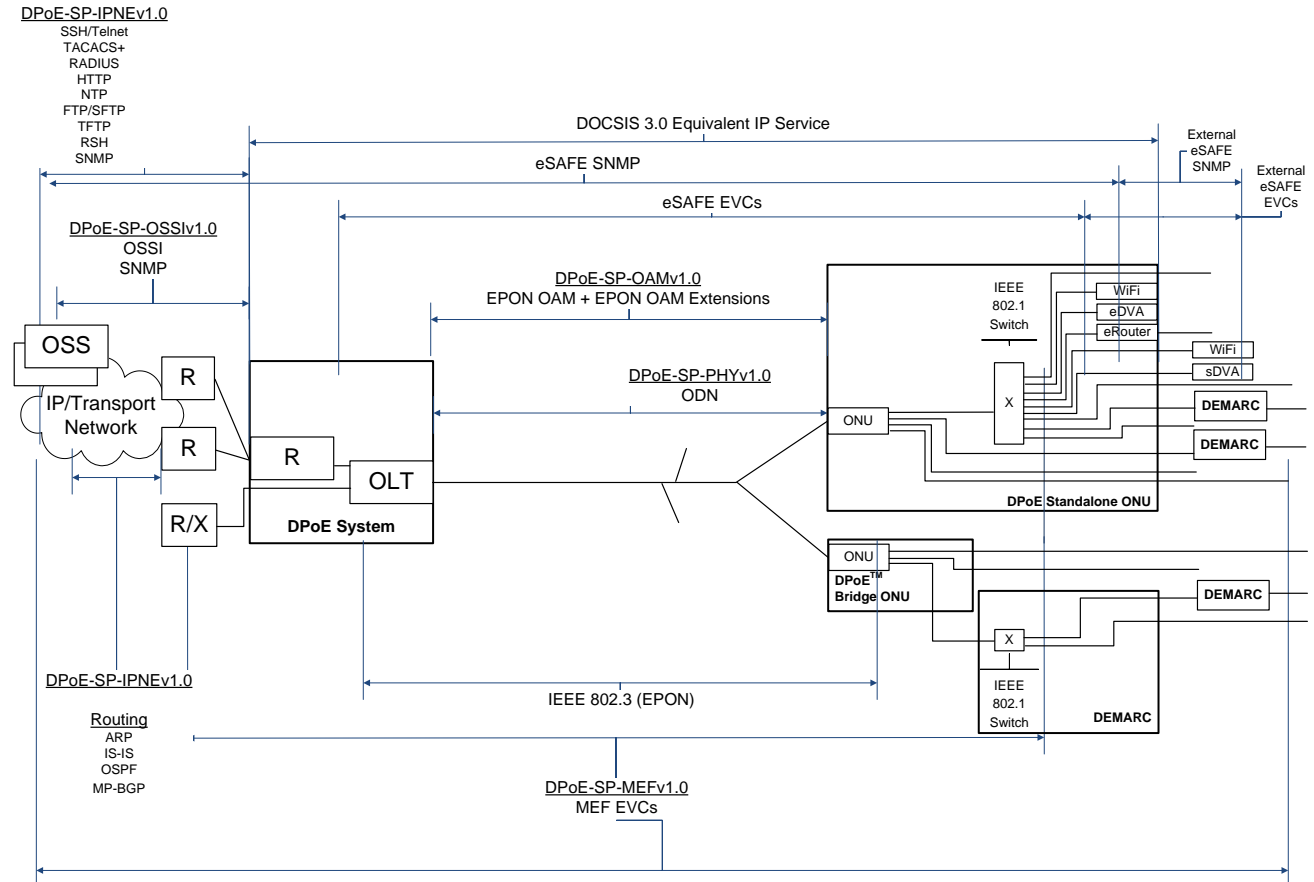 DPoE-SP-IPNEv1.0
SSH/Telnet
TACACS+
RADIUS
HTTP
NTP
FTP/SFTP
TFTP
RSH
SNMP
DOCSIS 3.0 Equivalent IP Service
External
eSAFE
SNMP
eSAFE SNMP
External
eSAFE
EVCs
eSAFE EVCs
DPoE-SP-OSSIv1.0
OSSI
SNMP
DPoE-SP-OAMv1.0
EPON OAM + EPON OAM Extensions
IEEE
802.1
Switch
WiFi
eDVA
eRouter
WiFi
sDVA
OSS
R
IP/Transport
Network
R
DPoE-SP-PHYv1.0
ODN
X
DEMARC
ONU
DEMARC
R
OLT
R/X
DPoE System
DPoE Standalone ONU
ONU
DPoE™
Bridge ONU
DEMARC
X
IEEE
802.1
Switch
DEMARC
DPoE-SP-IPNEv1.0
IEEE 802.3 (EPON)
Routing
ARP
IS-IS
OSPF
MP-BGP
DPoE-SP-MEFv1.0
MEF EVCs